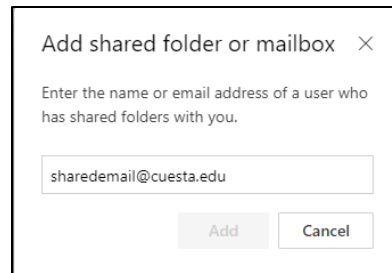 Add shared folder or mailbox
Enter the name or email address of a user who
has shared folders with you.
sharedemail@cuesta.edu
Add Cancel